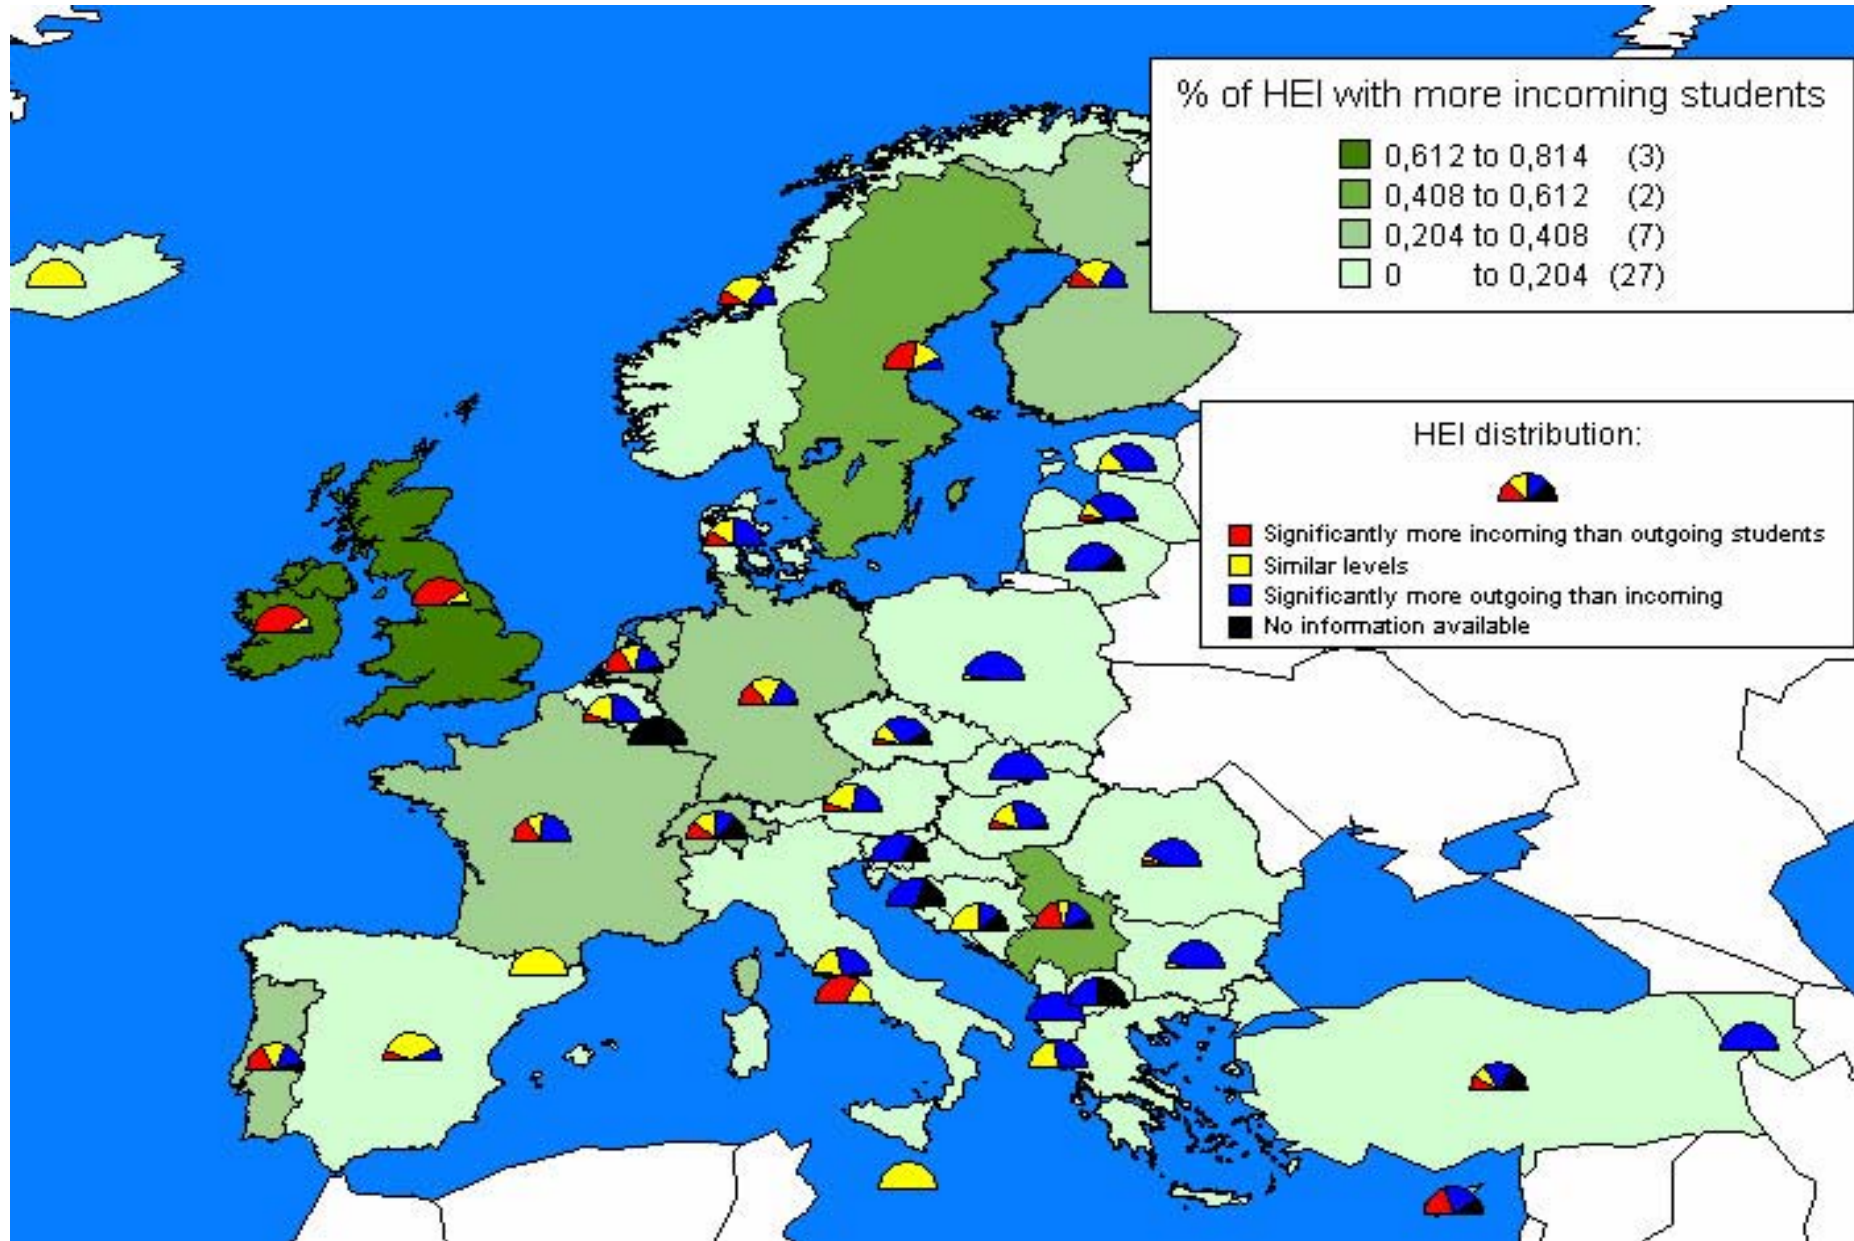 % of HEI with more incoming students
0,612 to 0,814 (3)
0,408 to 0,612 (2)
0,204 to 0,408 (7)
0 to 0,204 (27)
HEI distribution:
Significantly more incoming than outgoing students
Similar levels
Significantly more outgoing than incoming
No information available